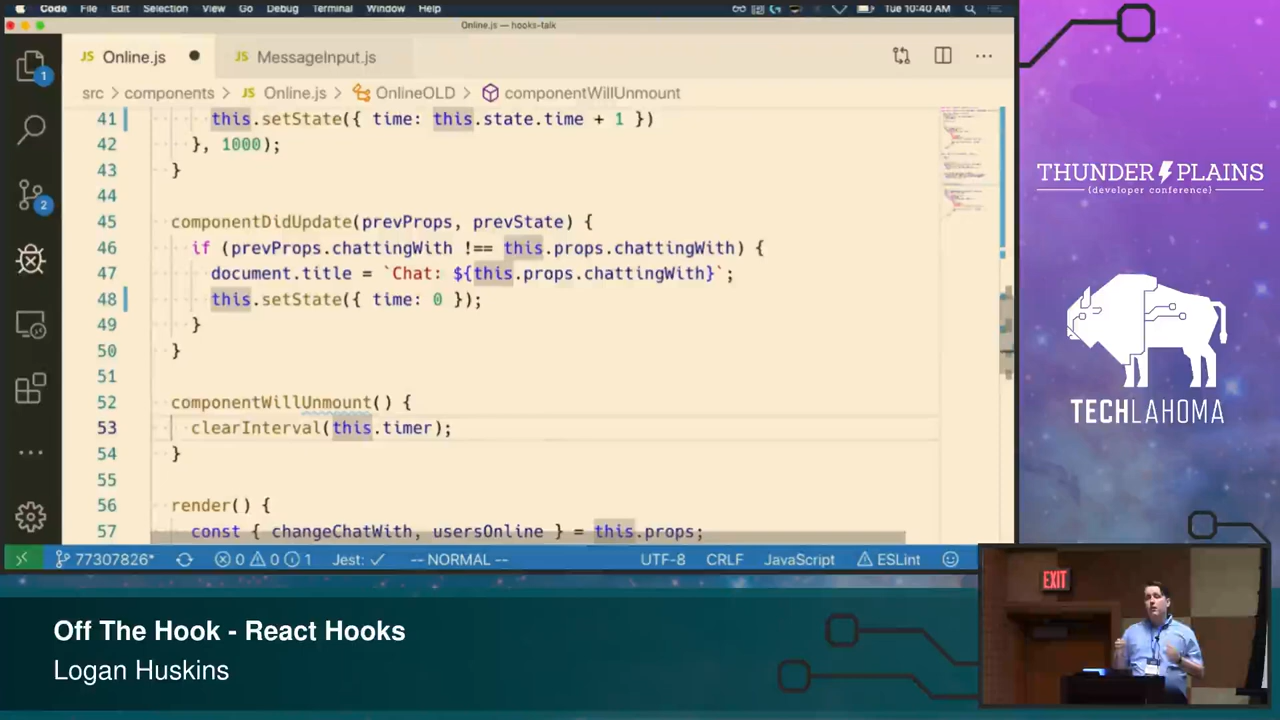 Code File Edit Selection View Go Debug Terminal Window Help
Tue 10:40 AM
Online.js — hooks-talk
JS Online.js
JS MessageInput.js
src > components > JS Online.js > OnlineOLD > componentWillUnmount
41 this.setState({ time: this.state.time + 1 })
42 }, 1000);
43 }
44
45 componentDidUpdate(prevProps, prevState) {
46 if (prevProps.chattingWith !== this.props.chattingWith) {
47 document.title = `Chat: ${this.props.chattingWith}`;
48 this.setState({ time: 0 });
49 }
50 }
51
52 componentWillUnmount() {
53 clearInterval(this.timer);
54 }
55
56 render() {
57 const { changeChatWith, usersOnline } = this.props;
1
2
77307826* 0 0 1 Jest: -- NORMAL -- UTF-8 CRLF JavaScript ESLint
THUNDER PLAINS
{developer conference}
TECHLAHOMA
EXIT
Off The Hook - React Hooks
Logan Huskins